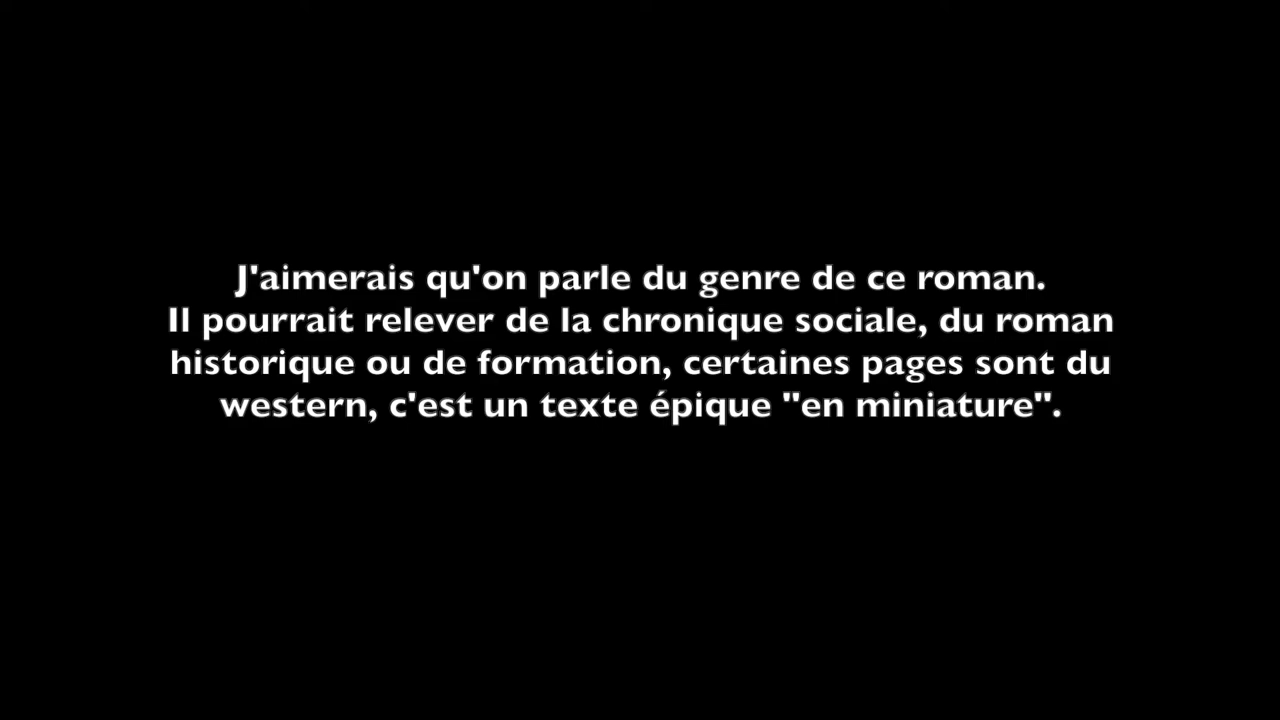 J'aimerais qu'on parle du genre de ce roman.
Il pourrait relever de la chronique sociale, du roman
historique ou de formation, certaines pages sont du
western, c'est un texte épique "en miniature".